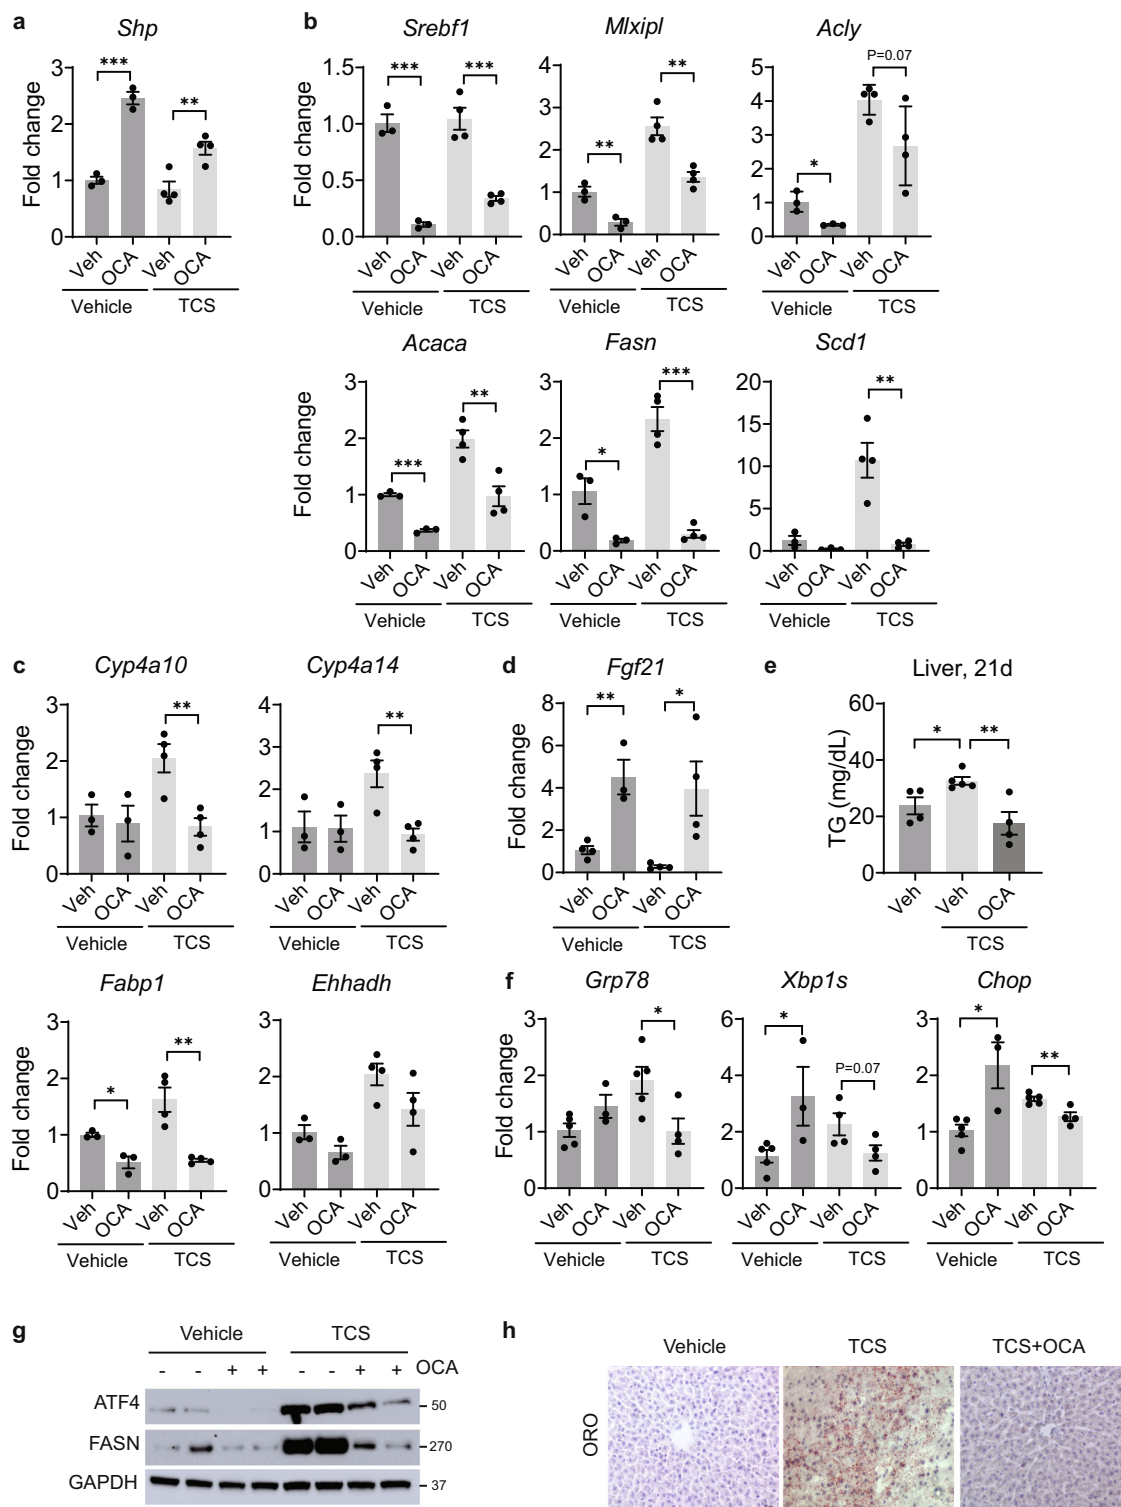 a
Shp
Fold change
3
2
1
0
***
**
Veh
OCA
Veh
OCA
Vehicle
TCS
b
Srebf1
Fold change
1.5
1.0
0.5
0.0
***
***
Veh
OCA
Veh
OCA
Vehicle
TCS
Mlxipl
4
3
2
1
0
**
**
Veh
OCA
Veh
OCA
Vehicle
TCS
Acly
5
4
3
2
1
0
*
P=0.07
Veh
OCA
Veh
OCA
Vehicle
TCS
Acaca
Fold change
3
2
1
0
***
**
Veh
OCA
Veh
OCA
Vehicle
TCS
Fasn
3
2
1
0
*
***
Veh
OCA
Veh
OCA
Vehicle
TCS
Scd1
20
15
10
5
0
**
Veh
OCA
Veh
OCA
Vehicle
TCS
c
Cyp4a10
Fold change
3
2
1
0
**
Veh
OCA
Veh
OCA
Vehicle
TCS
Cyp4a14
4
3
2
1
0
**
Veh
OCA
Veh
OCA
Vehicle
TCS
d
Fgf21
Fold change
8
6
4
2
0
**
*
Veh
OCA
Veh
OCA
Vehicle
TCS
e
Liver, 21d
TG (mg/dL)
60
40
20
0
*
**
Veh
Veh
OCA
TCS
Fabp1
Fold change
3
2
1
0
*
**
Veh
OCA
Veh
OCA
Vehicle
TCS
Ehhadh
3
2
1
0
Veh
OCA
Veh
OCA
Vehicle
TCS
f
Grp78
Fold change
3
2
1
0
*
Veh
OCA
Veh
OCA
Vehicle
TCS
Xbp1s
6
4
2
0
*
P=0.07
Veh
OCA
Veh
OCA
Vehicle
TCS
Chop
3
2
1
0
*
**
Veh
OCA
Veh
OCA
Vehicle
TCS
g
Vehicle TCS
- - + + - - + + OCA
ATF4 50
FASN 270
GAPDH 37
h
Vehicle TCS TCS+OCA
ORO